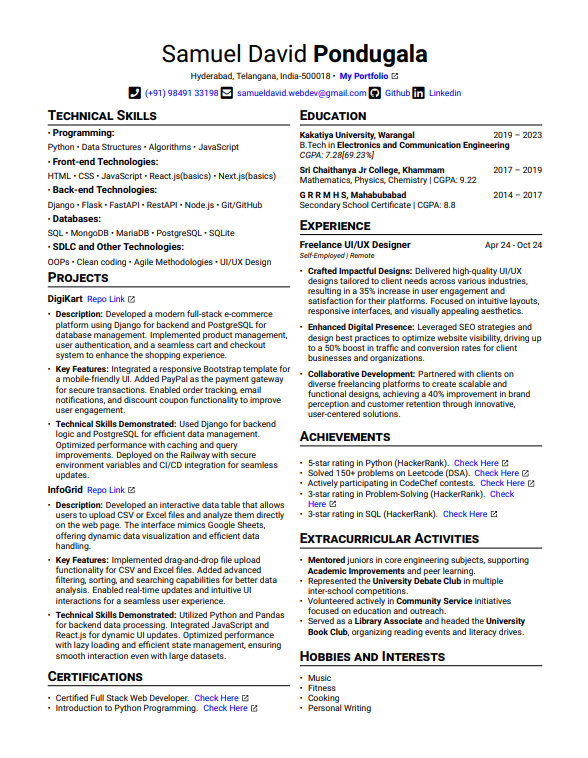 Samuel David Pondugala
Hyderabad, Telangana, India-500018 • My Portfolio
(+91) 98491 33198 samueldavid.webdev@gmail.com Github Linkedin
TECHNICAL SKILLS
• Programming:
Python • Data Structures • Algorithms • JavaScript
• Front-end Technologies:
HTML • CSS • JavaScript • React.js(basics) • Next.js(basics)
• Back-end Technologies:
Django • Flask • FastAPI • RESTAPI • Node.js • Git/GitHub
• Databases:
SQL • MongoDB • MariaDB • PostgreSQL • SQLite
• SDLC and Other Technologies:
OOPs • Clean coding • Agile Methodologies • UI/UX Design
PROJECTS
DigiKart Repo Link
• Description: Developed a modern full-stack e-commerce
platform using Django for backend and PostgreSQL for
database management. Implemented product management,
user authentication, and a seamless cart and checkout
system to enhance the shopping experience.
• Key Features: Integrated a responsive Bootstrap template for
a mobile-friendly UI. Added PayPal as the payment gateway
for secure transactions. Enabled order tracking, email
notifications, and discount coupon functionality to improve
user engagement.
• Technical Skills Demonstrated: Used Django for backend
logic and PostgreSQL for efficient data management.
Optimized performance with caching and query
improvements. Deployed on the Railway with secure
environment variables and CI/CD integration for seamless
updates.
InfoGrid Repo Link
• Description: Developed an interactive data table that allows
users to upload CSV or Excel files and analyze them directly
on the web page. The interface mimics Google Sheets,
offering dynamic data visualization and efficient data
handling.
• Key Features: Implemented drag-and-drop file upload
functionality for CSV and Excel files. Added advanced
filtering, sorting, and searching capabilities for better data
analysis. Enabled real-time updates and intuitive UI
interactions for a seamless user experience.
• Technical Skills Demonstrated: Utilized Python and Pandas
for backend data processing. Integrated JavaScript and
React.js for dynamic UI updates. Optimized performance
with lazy loading and efficient state management, ensuring
smooth interaction even with large datasets.
CERTIFICATIONS
• Certified Full Stack Web Developer. Check Here
• Introduction to Python Programming. Check Here
EDUCATION
Kakatiya University, Warangal 2019 – 2023
B.Tech in Electronics and Communication Engineering
CGPA: 7.28[69.23%]
Sri Chaithanya Jr College, Khammam 2017 – 2019
Mathematics, Physics, Chemistry | CGPA: 9.22
G R R M H S, Mahabubabad 2014 – 2017
Secondary School Certificate | CGPA: 8.8
EXPERIENCE
Freelance UI/UX Designer Apr 24 - Oct 24
Self-Employed | Remote
• Crafted Impactful Designs: Delivered high-quality UI/UX
designs tailored to client needs across various industries,
resulting in a 35% increase in user engagement and
satisfaction for their platforms. Focused on intuitive layouts,
responsive interfaces, and visually appealing aesthetics.
• Enhanced Digital Presence: Leveraged SEO strategies and
design best practices to optimize website visibility, driving up
to a 50% boost in traffic and conversion rates for client
businesses and organizations.
• Collaborative Development: Partnered with clients on
diverse freelancing platforms to create scalable and
functional designs, achieving a 40% improvement in brand
perception and customer retention through innovative,
user-centered solutions.
ACHIEVEMENTS
• 5-star rating in Python (HackerRank). Check Here
• Solved 150+ problems on Leetcode (DSA). Check Here
• Actively participating in CodeChef contests. Check Here
• 3-star rating in Problem-Solving (HackerRank). Check
Here
• 3-star rating in SQL (HackerRank). Check Here
EXTRACURRICULAR ACTIVITIES
• Mentored juniors in core engineering subjects, supporting
Academic Improvements and peer learning.
• Represented the University Debate Club in multiple
inter-school competitions.
• Volunteered actively in Community Service initiatives
focused on education and outreach.
• Served as a Library Associate and headed the University
Book Club, organizing reading events and literacy drives.
HOBBIES AND INTERESTS
• Music
• Fitness
• Cooking
• Personal Writing